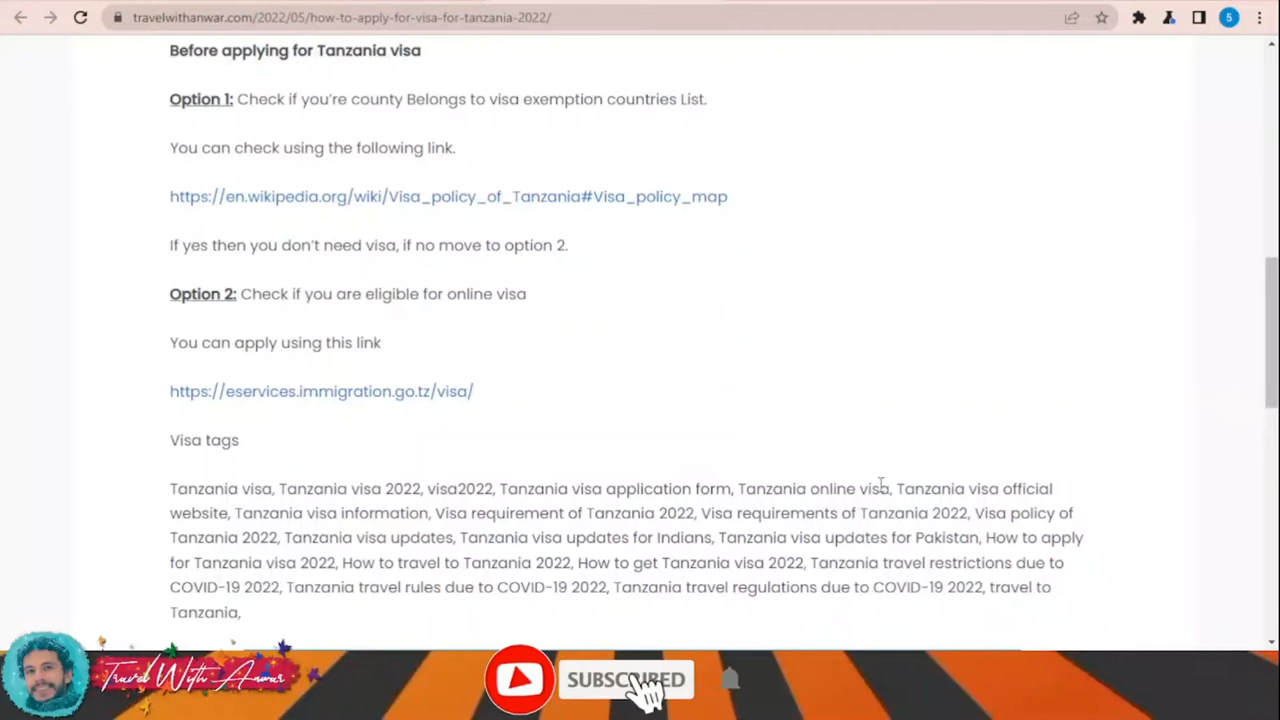 travelwithanwar.com/2022/05/how-to-apply-for-visa-for-tanzania-2022/
5
Before applying for Tanzania visa
Option 1: Check if you're county Belongs to visa exemption countries List.
You can check using the following link.
https://en.wikipedia.org/wiki/Visa_policy_of_Tanzania#Visa_policy_map
If yes then you don't need visa, if no move to option 2.
Option 2: Check if you are eligible for online visa
You can apply using this link
https://eservices.immigration.go.tz/visa/
Visa tags
Tanzania visa, Tanzania visa 2022, visa2022, Tanzania visa application form, Tanzania online visa, Tanzania visa official
website, Tanzania visa information, Visa requirement of Tanzania 2022, Visa requirements of Tanzania 2022, Visa policy of
Tanzania 2022, Tanzania visa updates, Tanzania visa updates for Indians, Tanzania visa updates for Pakistan, How to apply
for Tanzania visa 2022, How to travel to Tanzania 2022, How to get Tanzania visa 2022, Tanzania travel restrictions due to
COVID-19 2022, Tanzania travel rules due to COVID-19 2022, Tanzania travel regulations due to COVID-19 2022, travel to
Tanzania,
Travel With Anwar
SUBSCRIBED